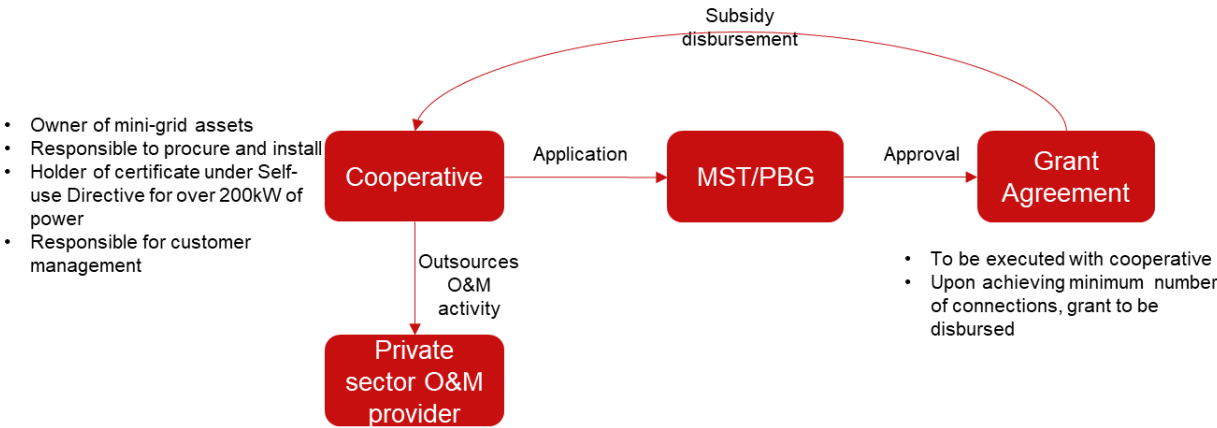 Subsidy
disbursement
• Owner of mini-grid assets
• Responsible to procure and install
• Holder of certificate under Self-
use Directive for over 200kW of
power
• Responsible for customer
management
Cooperative
Application
MST/PBG
Approval
Grant
Agreement
Outsources
O&M
activity
• To be executed with cooperative
• Upon achieving minimum number
of connections, grant to be
disbursed
Private
sector O&M
provider